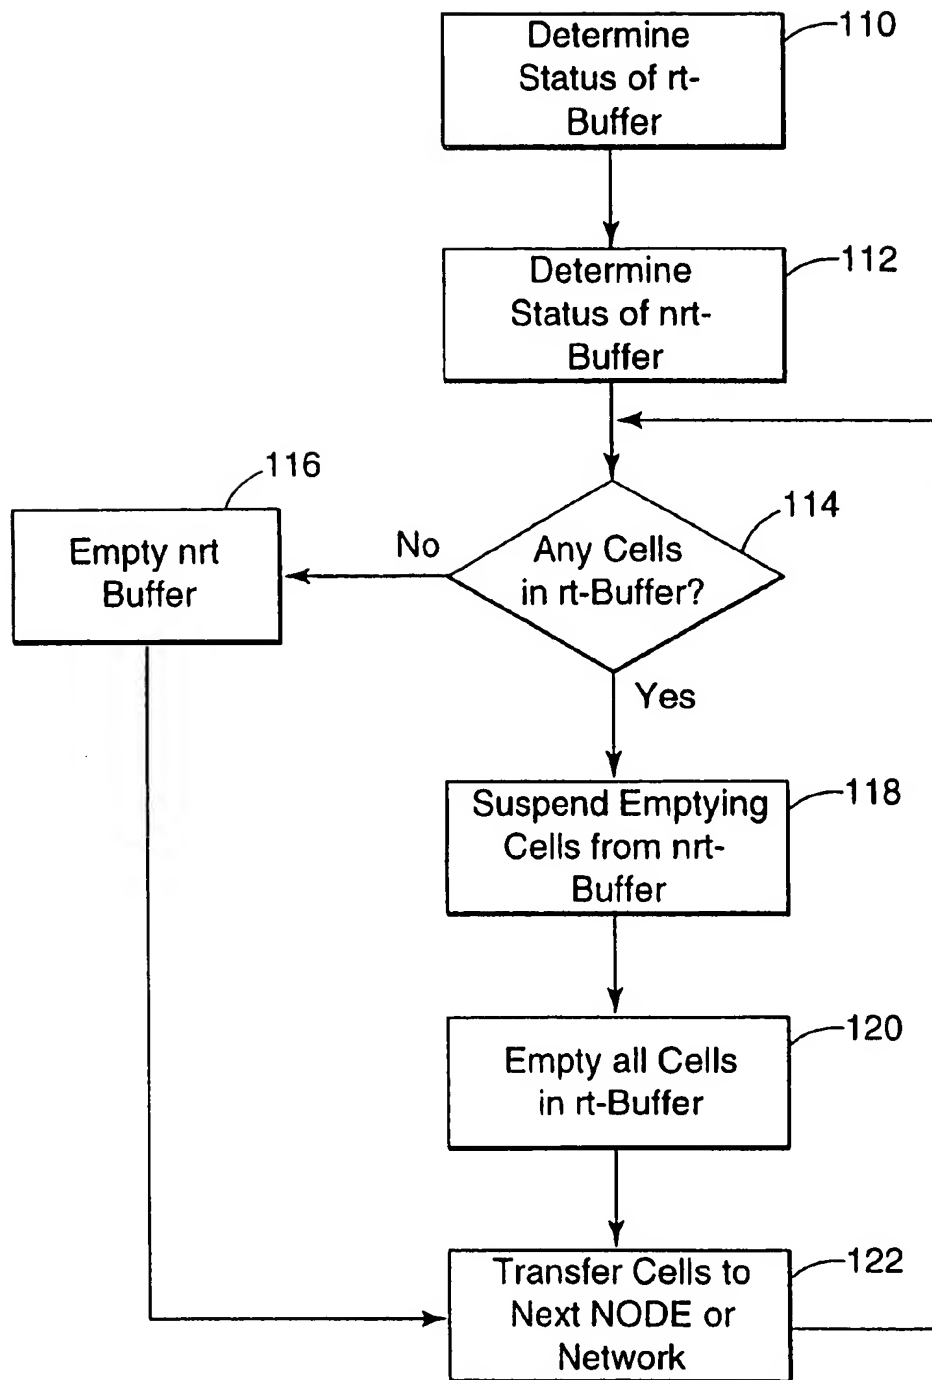 Determine
Status of rt-
Buffer
110
Determine
Status of nrt-
Buffer
112
116
Empty nrt
Buffer
No
Any Cells
in rt-Buffer?
114
Yes
Suspend Emptying
Cells from nrt-
Buffer
118
Empty all Cells
in rt-Buffer
120
Transfer Cells to
Next NODE or
Network
122